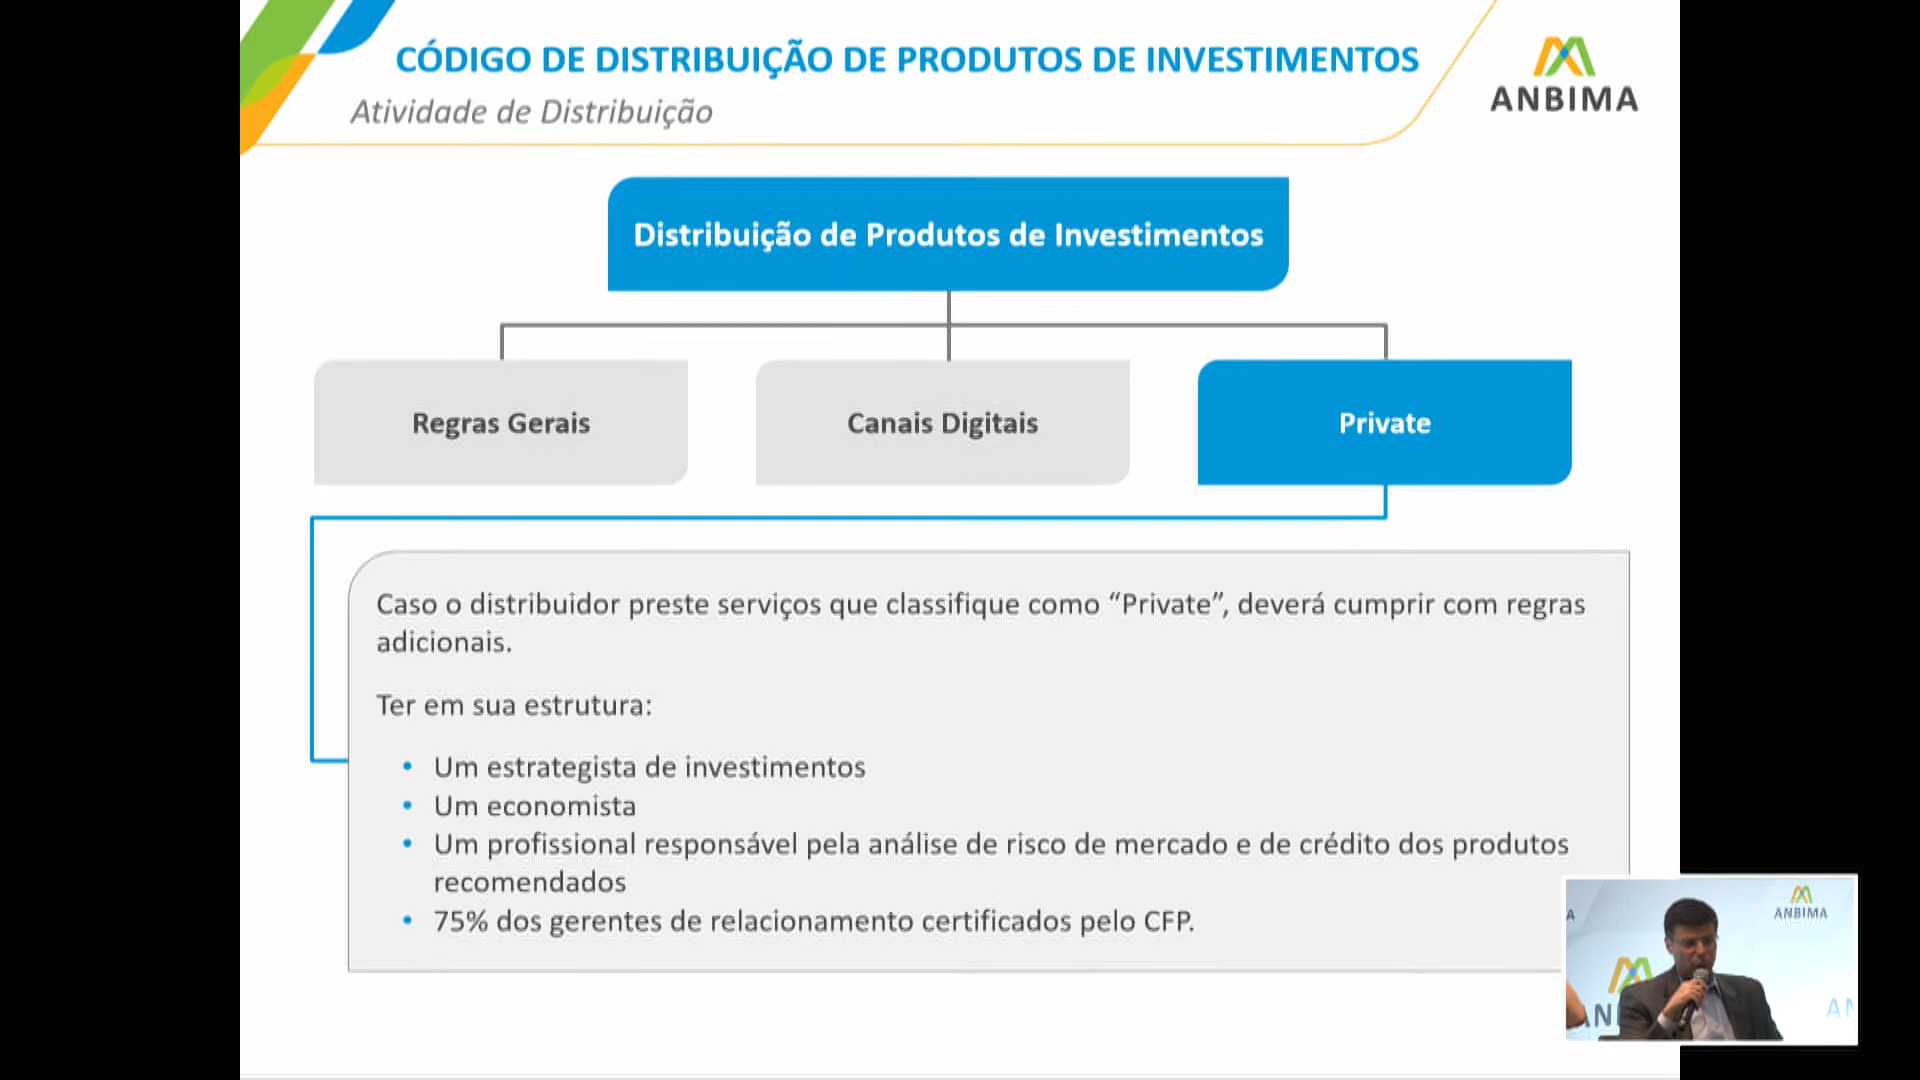 CÓDIGO DE DISTRIBUIÇÃO DE PRODUTOS DE INVESTIMENTOS
Atividade de Distribuição
ANBIMA
Distribuição de Produtos de Investimentos
Regras Gerais
Canais Digitais
Private
Caso o distribuidor preste serviços que classifique como “Private”, deverá cumprir com regras
adicionais.
Ter em sua estrutura:
• Um estrategista de investimentos
• Um economista
• Um profissional responsável pela análise de risco de mercado e de crédito dos produtos
recomendados
• 75% dos gerentes de relacionamento certificados pelo CFP.
ANBIMA